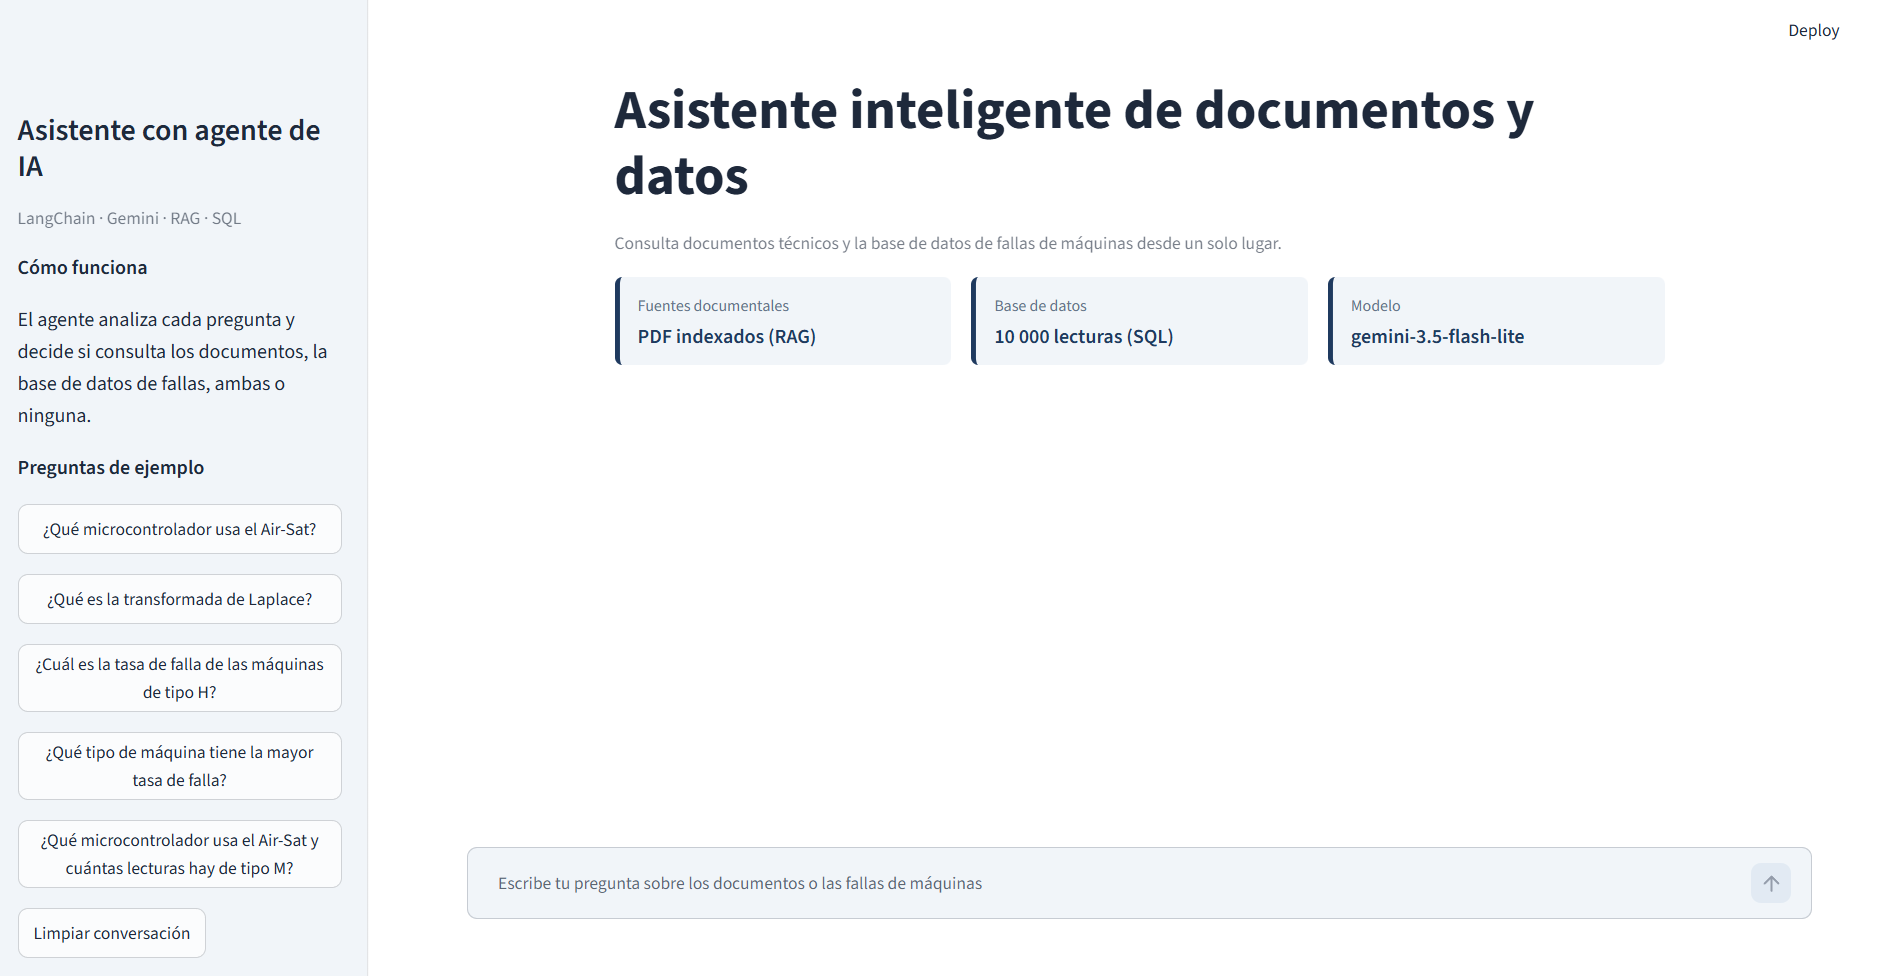 Deploy
Asistente con agente de
IA
LangChain · Gemini · RAG · SQL
Cómo funciona
El agente analiza cada pregunta y
decide si consulta los documentos, la
base de datos de fallas, ambas o
ninguna.
Preguntas de ejemplo
¿Qué microcontrolador usa el Air-Sat?
¿Qué es la transformada de Laplace?
¿Cuál es la tasa de falla de las máquinas
de tipo H?
¿Qué tipo de máquina tiene la mayor
tasa de falla?
¿Qué microcontrolador usa el Air-Sat y
cuántas lecturas hay de tipo M?
Limpiar conversación
Asistente inteligente de documentos y
datos
Consulta documentos técnicos y la base de datos de fallas de máquinas desde un solo lugar.
Fuentes documentales
PDF indexados (RAG)
Base de datos
10 000 lecturas (SQL)
Modelo
gemini-3.5-flash-lite
Escribe tu pregunta sobre los documentos o las fallas de máquinas